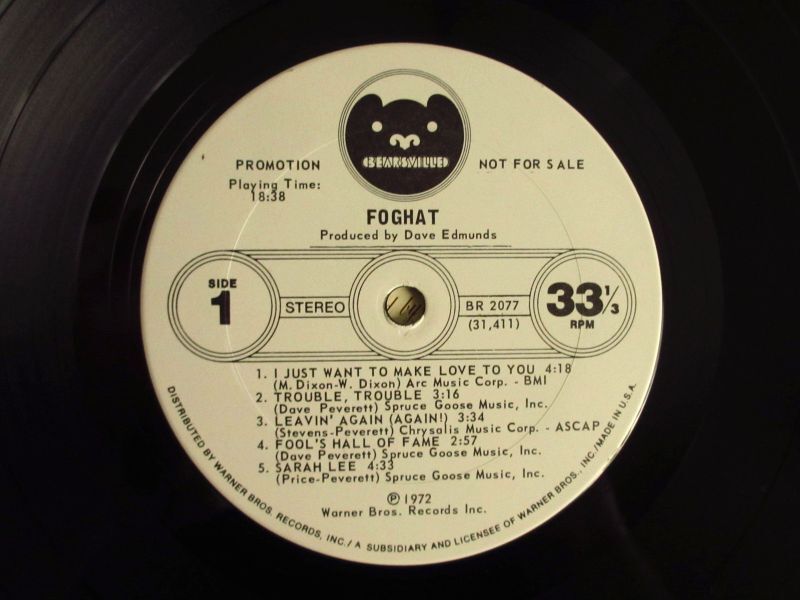 BEARSVILLE
PROMOTION
NOT FOR SALE
Playing Time:
18:38
FOGHAT
Produced by Dave Edmunds
SIDE
1
STEREO
BR 2077
(31,411)
33 1/3
RPM
1. I JUST WANT TO MAKE LOVE TO YOU 4:18
(M. Dixon-W. Dixon) Arc Music Corp. - BMI
2. TROUBLE, TROUBLE 3:16
(Dave Peverett) Spruce Goose Music, Inc.
3. LEAVIN' AGAIN (AGAIN!) 3:34
(Stevens-Peverett) Chrysalis Music Corp. - ASCAP
4. FOOL'S HALL OF FAME 2:57
(Dave Peverett) Spruce Goose Music, Inc.
5. SARAH LEE 4:33
(Price-Peverett) Spruce Goose Music, Inc.
℗ 1972
Warner Bros. Records Inc.
DISTRIBUTED BY WARNER BROS. RECORDS, INC./ A SUBSIDIARY AND LICENSEE OF WARNER BROS., INC./MADE IN U.S.A.